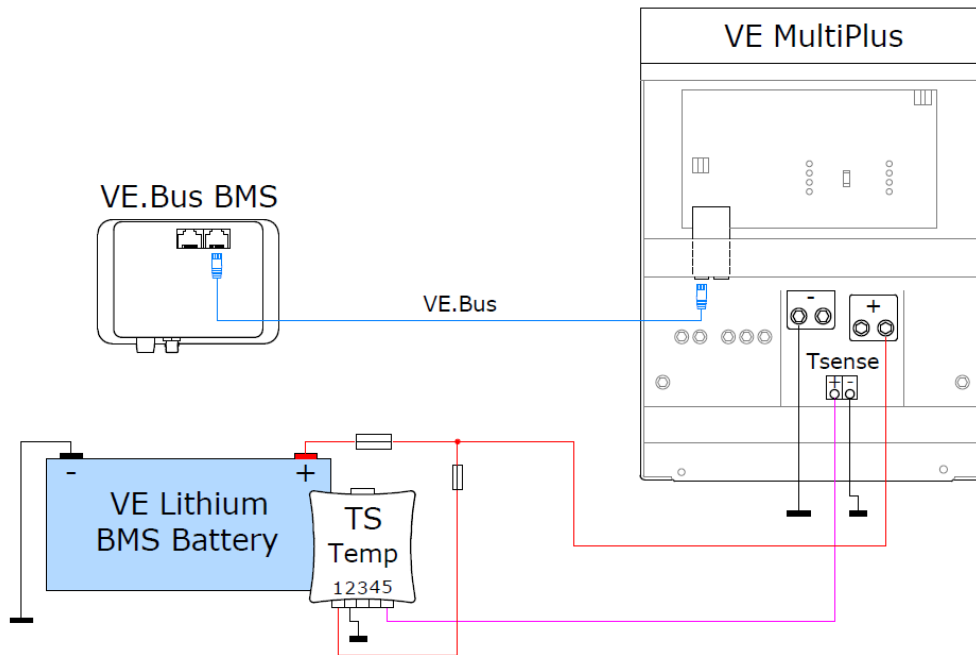 VE MultiPlus
VE.Bus BMS
VE.Bus
- +
Tsense
+ -
- +
VE Lithium
BMS Battery
TS
Temp
12345